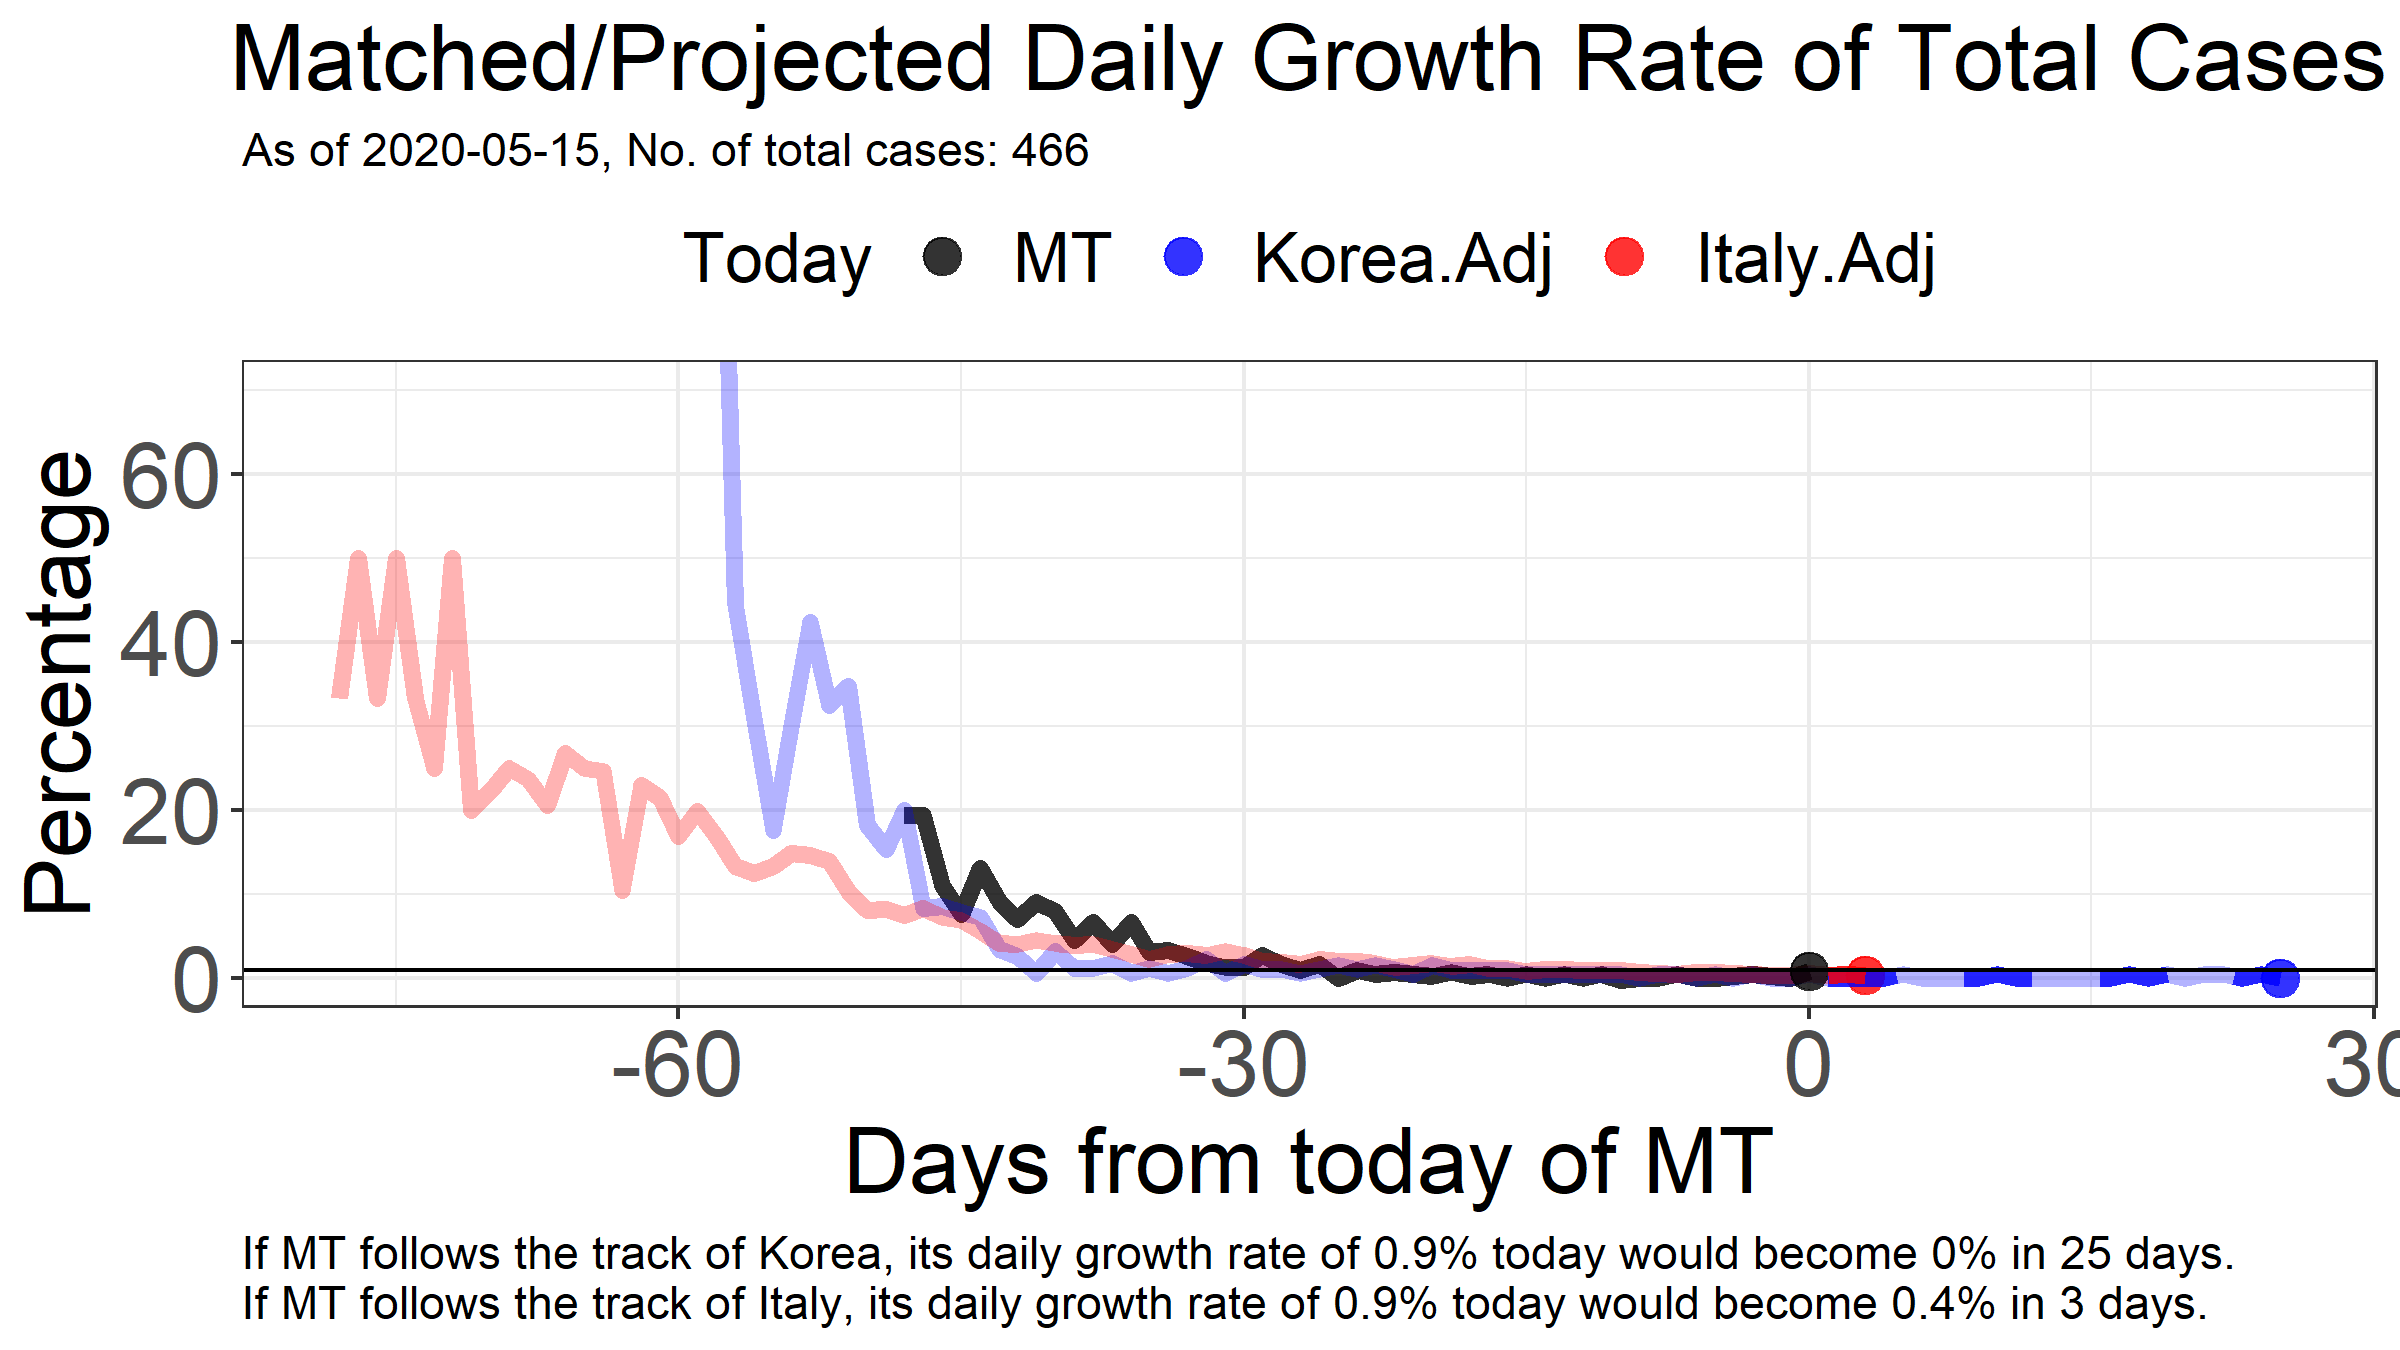 Matched/Projected Daily Growth Rate of Total Cases
As of 2020-05-15, No. of total cases: 466
Today MT Korea.Adj Italy.Adj
Percentage
60
40
20
0
-60 -30 0 30
Days from today of MT
If MT follows the track of Korea, its daily growth rate of 0.9% today would become 0% in 25 days.
If MT follows the track of Italy, its daily growth rate of 0.9% today would become 0.4% in 3 days.